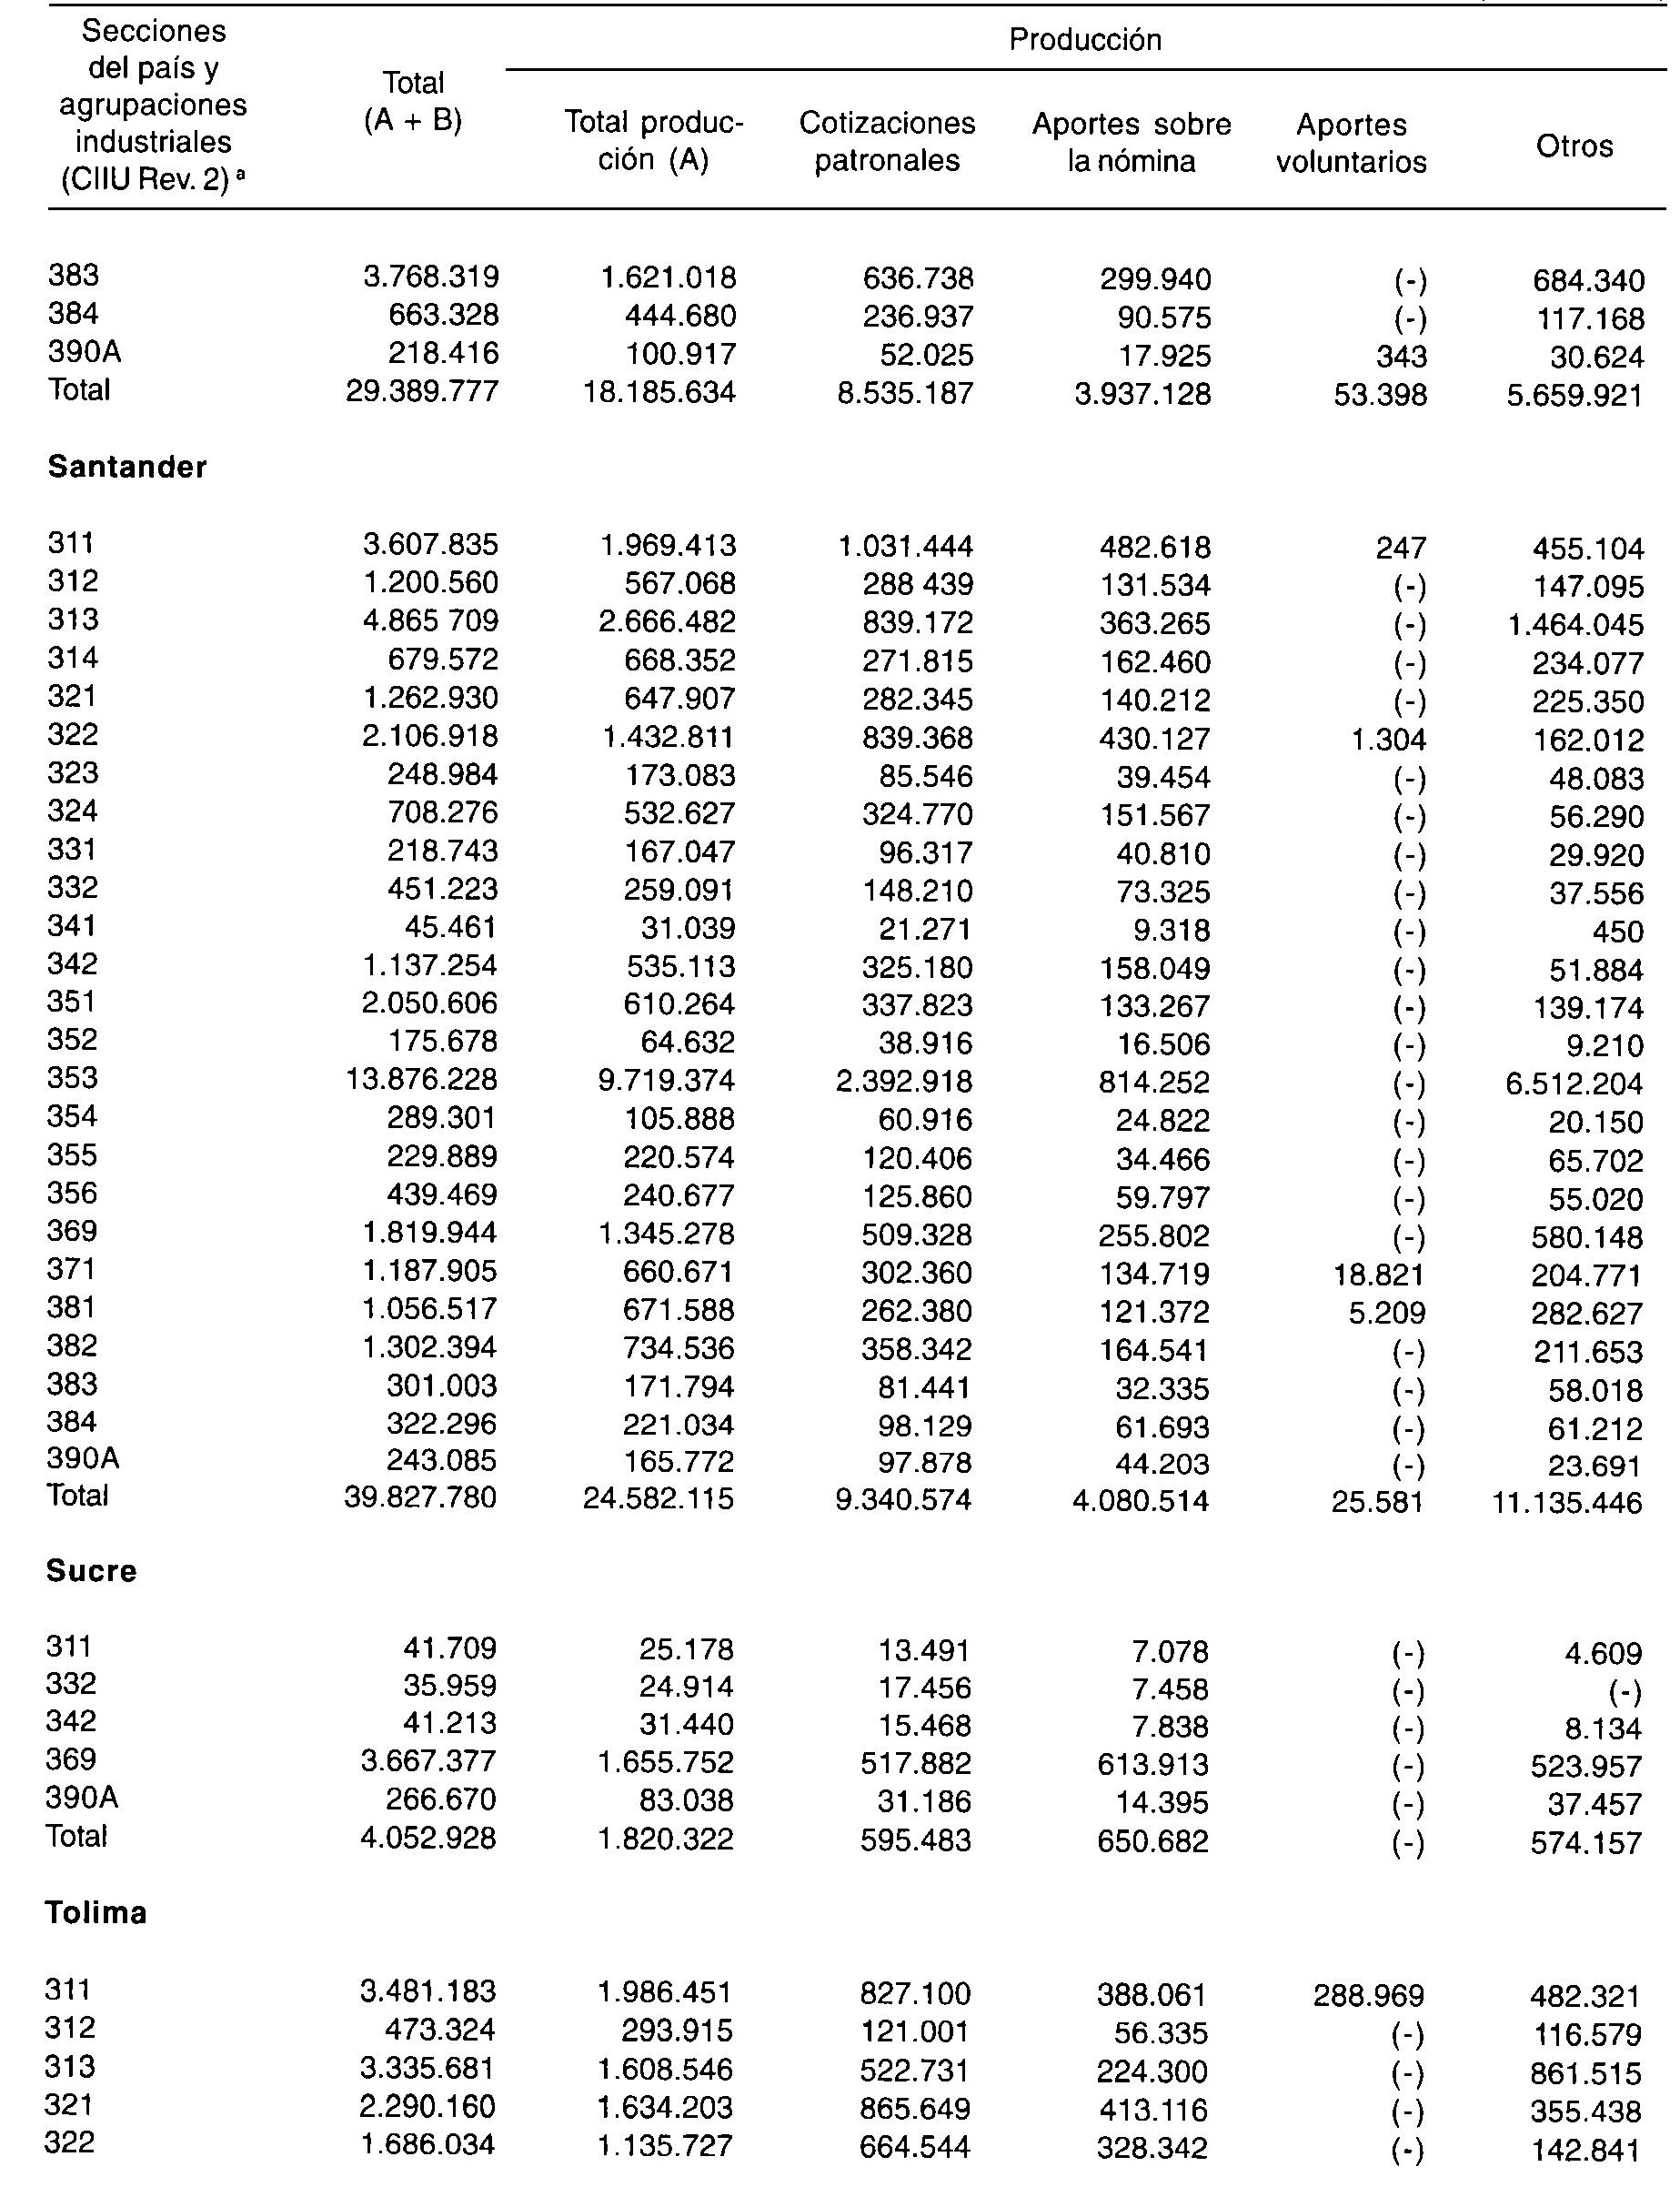 Secciones del país y agrupaciones industriales (CIIU Rev. 2) a Total (A + B) Producción
Total produc-ción (A) Cotizaciones patronales Aportes sobre la nómina Aportes voluntarios Otros
383 3.768.319 1.621.018 636.738 299.940 (-) 684.340
384 663.328 444.680 236.937 90.575 (-) 117.168
390A 218.416 100.917 52.025 17.925 343 30.624
Total 29.389.777 18.185.634 8.535.187 3.937.128 53.398 5.659.921
Santander
311 3.607.835 1.969.413 1.031.444 482.618 247 455.104
312 1.200.560 567.068 288 439 131.534 (-) 147.095
313 4.865 709 2.666.482 839.172 363.265 (-) 1.464.045
314 679.572 668.352 271.815 162.460 (-) 234.077
321 1.262.930 647.907 282.345 140.212 (-) 225.350
322 2.106.918 1.432.811 839.368 430.127 1.304 162.012
323 248.984 173.083 85.546 39.454 (-) 48.083
324 708.276 532.627 324.770 151.567 (-) 56.290
331 218.743 167.047 96.317 40.810 (-) 29.920
332 451.223 259.091 148.210 73.325 (-) 37.556
341 45.461 31.039 21.271 9.318 (-) 450
342 1.137.254 535.113 325.180 158.049 (-) 51.884
351 2.050.606 610.264 337.823 133.267 (-) 139.174
352 175.678 64.632 38.916 16.506 (-) 9.210
353 13.876.228 9.719.374 2.392.918 814.252 (-) 6.512.204
354 289.301 105.888 60.916 24.822 (-) 20.150
355 229.889 220.574 120.406 34.466 (-) 65.702
356 439.469 240.677 125.860 59.797 (-) 55.020
369 1.819.944 1.345.278 509.328 255.802 (-) 580.148
371 1.187.905 660.671 302.360 134.719 18.821 204.771
381 1.056.517 671.588 262.380 121.372 5.209 282.627
382 1.302.394 734.536 358.342 164.541 (-) 211.653
383 301.003 171.794 81.441 32.335 (-) 58.018
384 322.296 221.034 98.129 61.693 (-) 61.212
390A 243.085 165.772 97.878 44.203 (-) 23.691
Total 39.827.780 24.582.115 9.340.574 4.080.514 25.581 11.135.446
Sucre
311 41.709 25.178 13.491 7.078 (-) 4.609
332 35.959 24.914 17.456 7.458 (-) (-)
342 41.213 31.440 15.468 7.838 (-) 8.134
369 3.667.377 1.655.752 517.882 613.913 (-) 523.957
390A 266.670 83.038 31.186 14.395 (-) 37.457
Total 4.052.928 1.820.322 595.483 650.682 (-) 574.157
Tolima
311 3.481.183 1.986.451 827.100 388.061 288.969 482.321
312 473.324 293.915 121.001 56.335 (-) 116.579
313 3.335.681 1.608.546 522.731 224.300 (-) 861.515
321 2.290.160 1.634.203 865.649 413.116 (-) 355.438
322 1.686.034 1.135.727 664.544 328.342 (-) 142.841